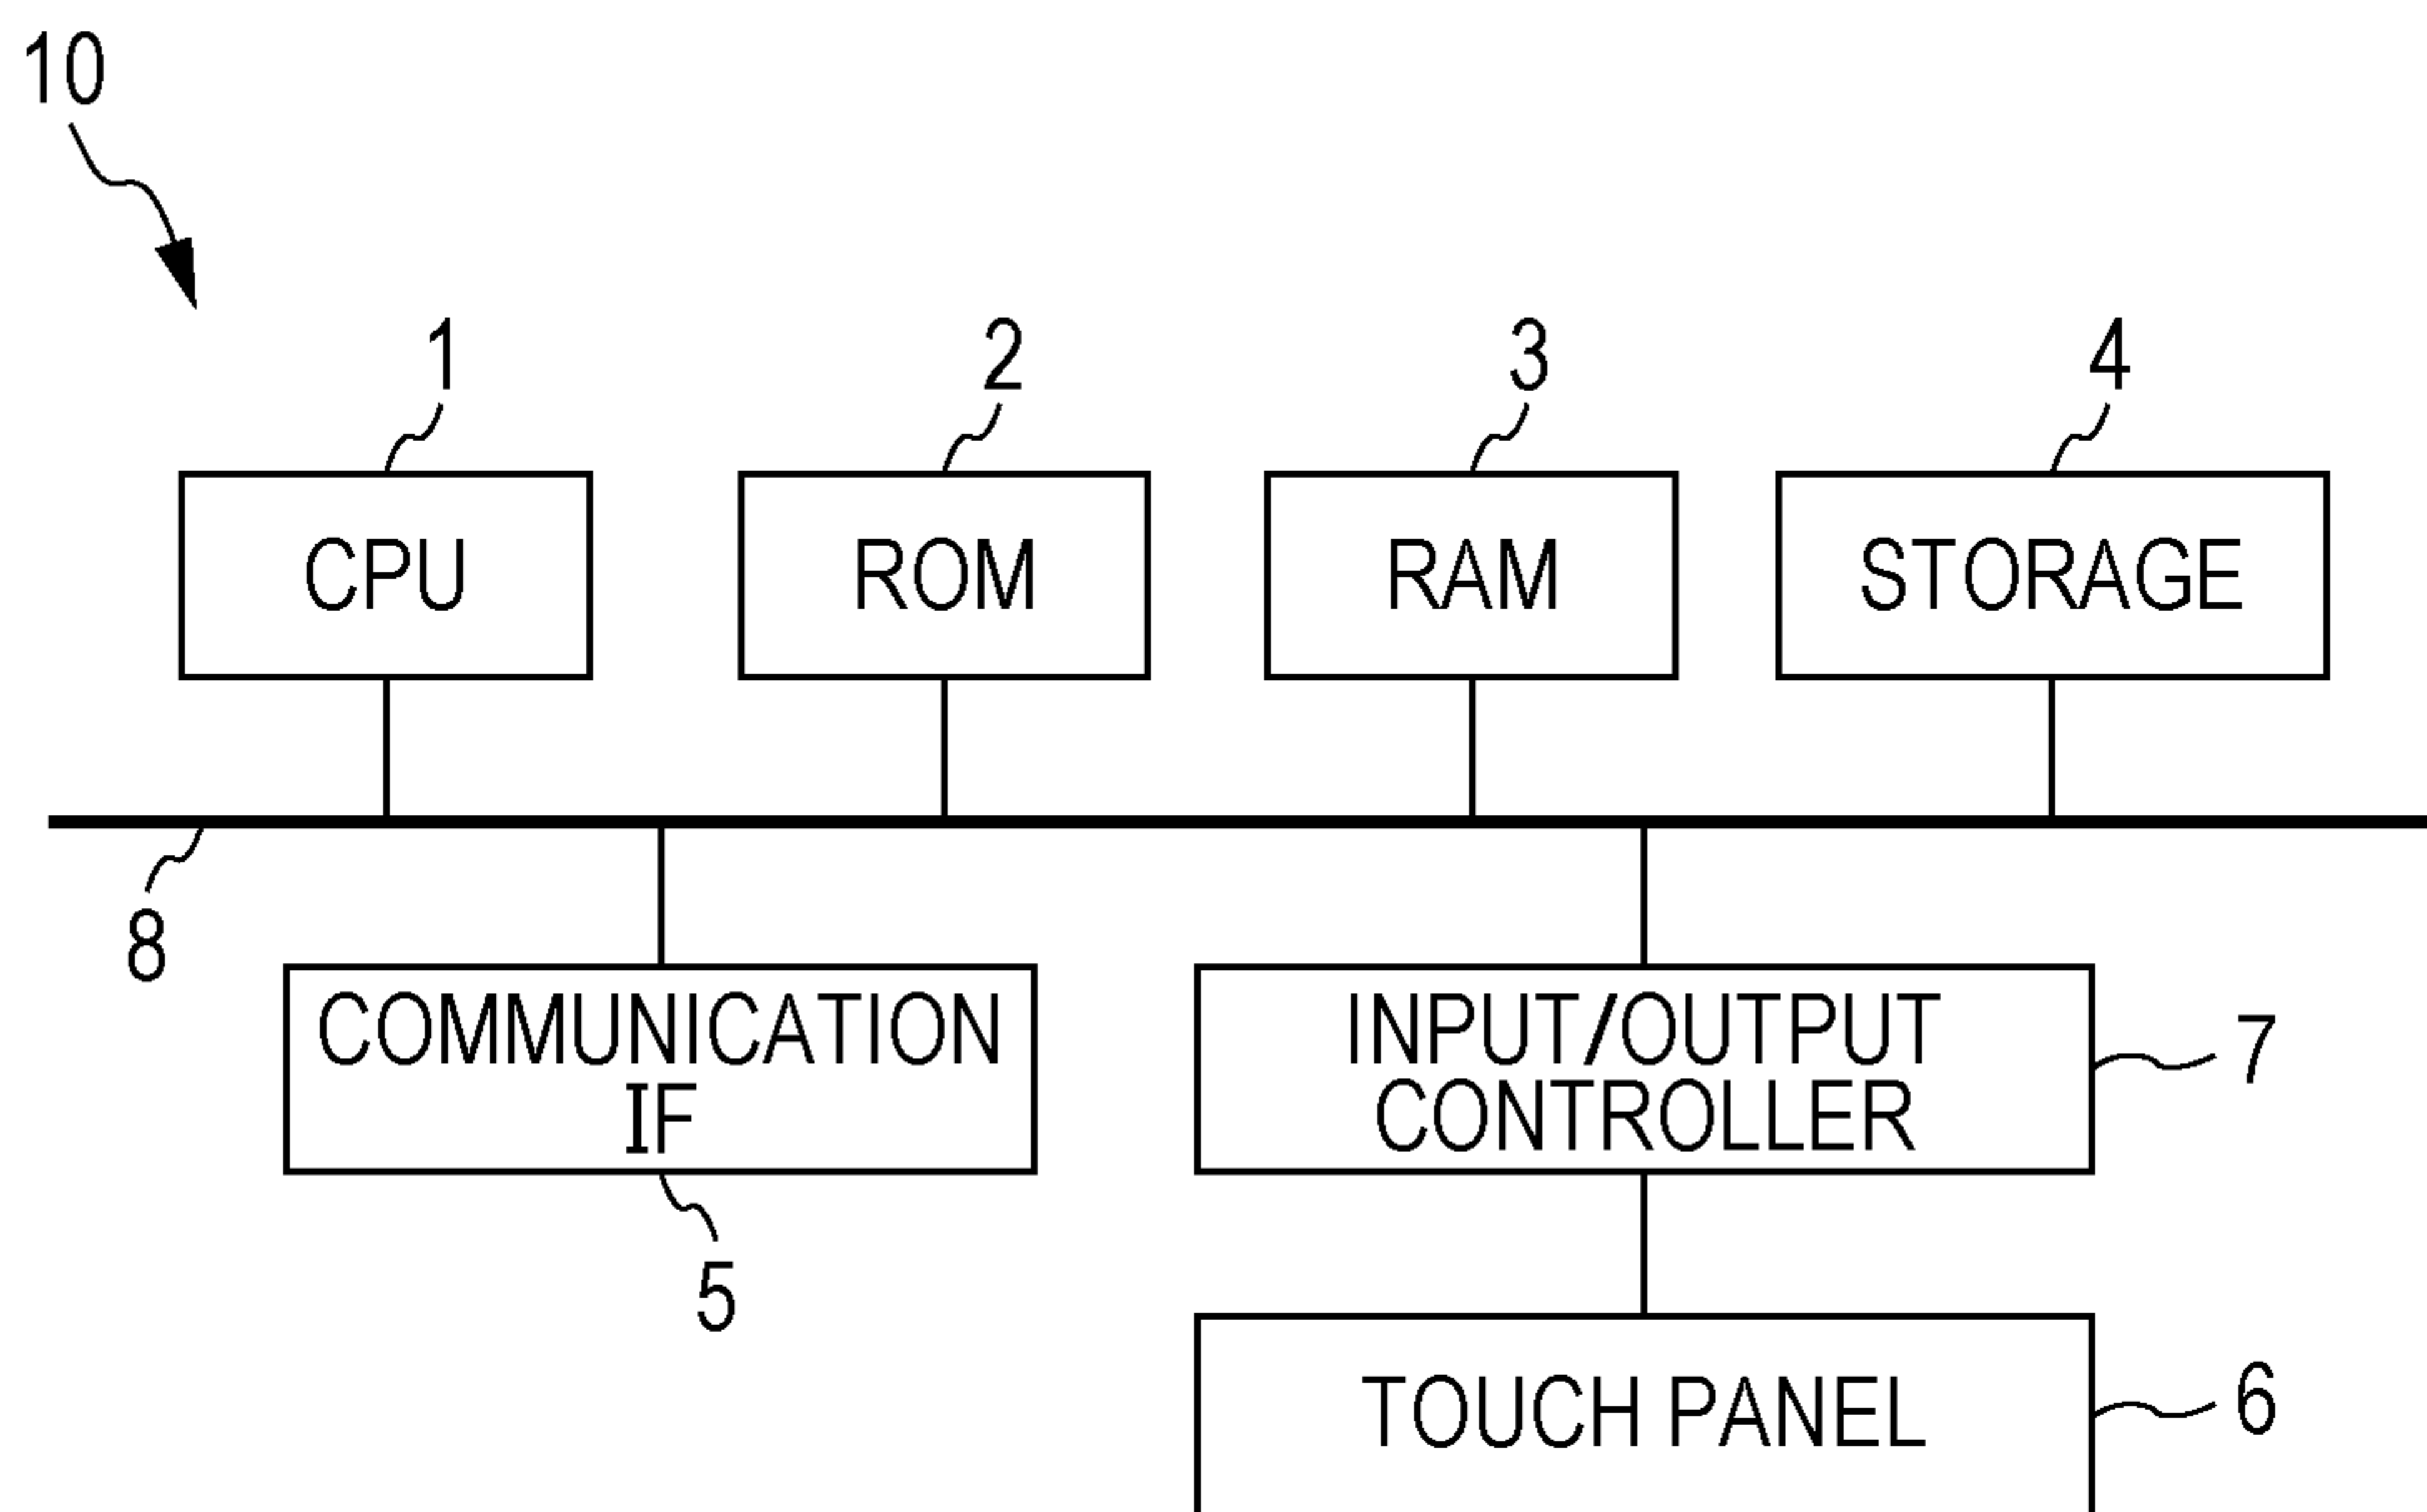 10
1
2
3
4
CPU
ROM
RAM
STORAGE
8
COMMUNICATION
IF
5
INPUT/OUTPUT
CONTROLLER
7
TOUCH PANEL
6